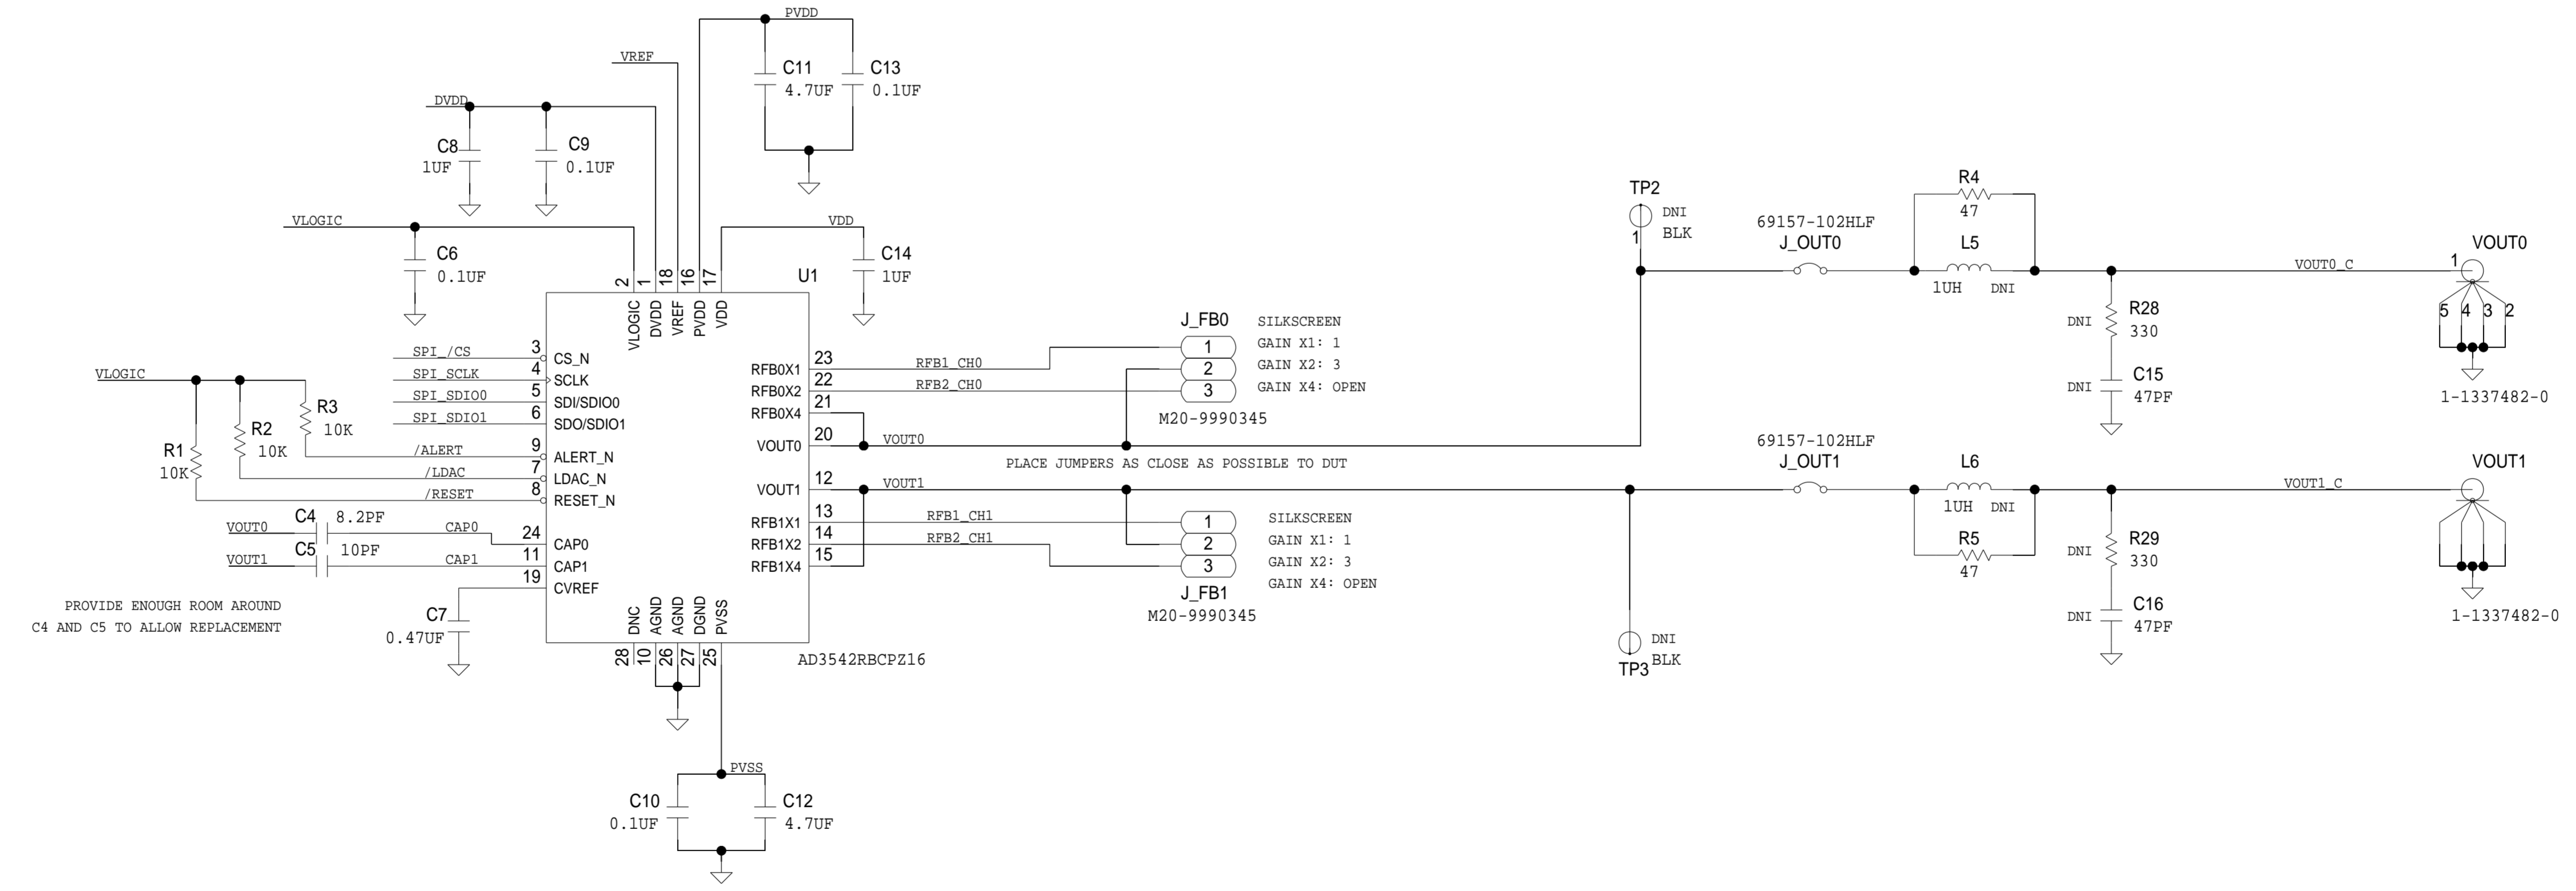 PVDD
VREF
C11
4.7UF
C13
0.1UF
DVDD
C8
1UF
C9
0.1UF
VLOGIC
VDD
C6
0.1UF
C14
1UF
U1
2
1
18
16
17
VLOGIC
DVDD
VREF
PVDD
VDD
SPI_/CS
3
CS_N
SPI_SCLK
4
SCLK
SPI_SDIO0
5
SDI/SDIO0
SPI_SDIO1
6
SDO/SDIO1
VLOGIC
R3
10K
R2
10K
R1
10K
/ALERT
9
ALERT_N
/LDAC
7
LDAC_N
/RESET
8
RESET_N
VOUT0
C4
8.2PF
CAP0
24
CAP0
VOUT1
C5
10PF
CAP1
11
CAP1
19
CVREF
C7
0.47UF
PROVIDE ENOUGH ROOM AROUND
C4 AND C5 TO ALLOW REPLACEMENT
DNC
AGND
AGND
DGND
PVSS
28
10
26
27
25
AD3542RBCPZ16
PVSS
C10
0.1UF
C12
4.7UF
RFB0X1
23
RFB1_CH0
RFB0X2
22
RFB2_CH0
RFB0X4
21
VOUT0
20
VOUT0
J_FB0
1
2
3
M20-9990345
SILKSCREEN
GAIN X1: 1
GAIN X2: 3
GAIN X4: OPEN
PLACE JUMPERS AS CLOSE AS POSSIBLE TO DUT
VOUT1
12
VOUT1
RFB1X1
13
RFB1_CH1
RFB1X2
14
RFB2_CH1
RFB1X4
15
1
2
3
J_FB1
M20-9990345
SILKSCREEN
GAIN X1: 1
GAIN X2: 3
GAIN X4: OPEN
TP2
DNI
BLK
1
69157-102HLF
J_OUT0
R4
47
L5
1UH
DNI
VOUT0_C
VOUT0
1
5
4
3
2
1-1337482-0
DNI
R28
330
DNI
C15
47PF
69157-102HLF
J_OUT1
L6
1UH
DNI
R5
47
VOUT1_C
VOUT1
1-1337482-0
DNI
R29
330
DNI
C16
47PF
DNI
BLK
TP3